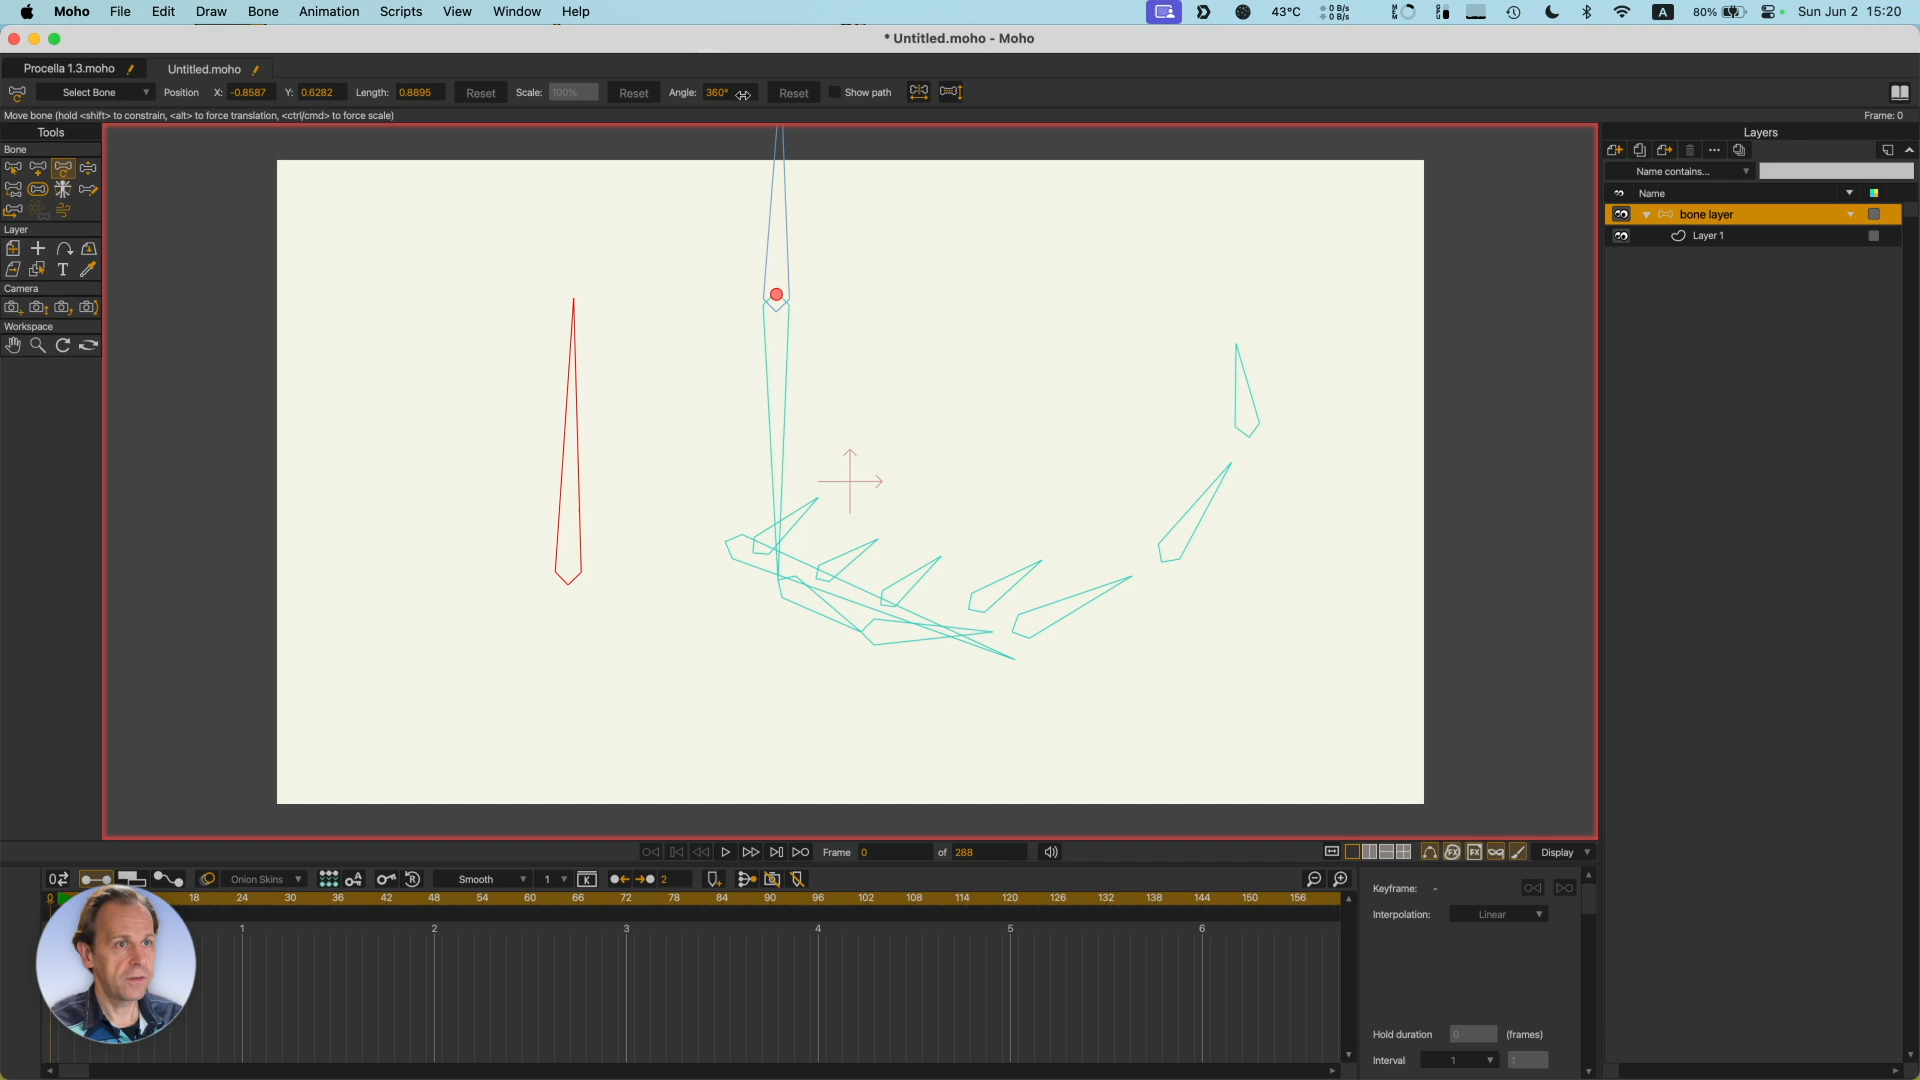 Moho File Edit Draw Bone Animation Scripts View Window Help
43°C 0 B/s 0 B/s A 80% Sun Jun 2 15:20
* Untitled.moho - Moho
Procella 1.3.moho Untitled.moho
Select Bone Position X: -0.8587 Y: 0.6282 Length: 0.8895 Reset Scale: 100% Reset Angle: 360° Reset Show path
Move bone (hold <shift> to constrain, <alt> to force translation, <ctrl/cmd> to force scale) Frame: 0
Tools
Layers
Bone
Name contains...
Name
bone layer
Layer 1
Layer
T
Camera
Workspace
Frame 0 of 288 Display
Onion Skins Smooth 1 K 2
0 18 24 30 36 42 48 54 60 66 72 78 84 90 96 102 108 114 120 126 132 138 144 150 156
1 2 3 4 5 6
Keyframe: -
Interpolation: Linear
Hold duration 0 (frames)
Interval 1 1